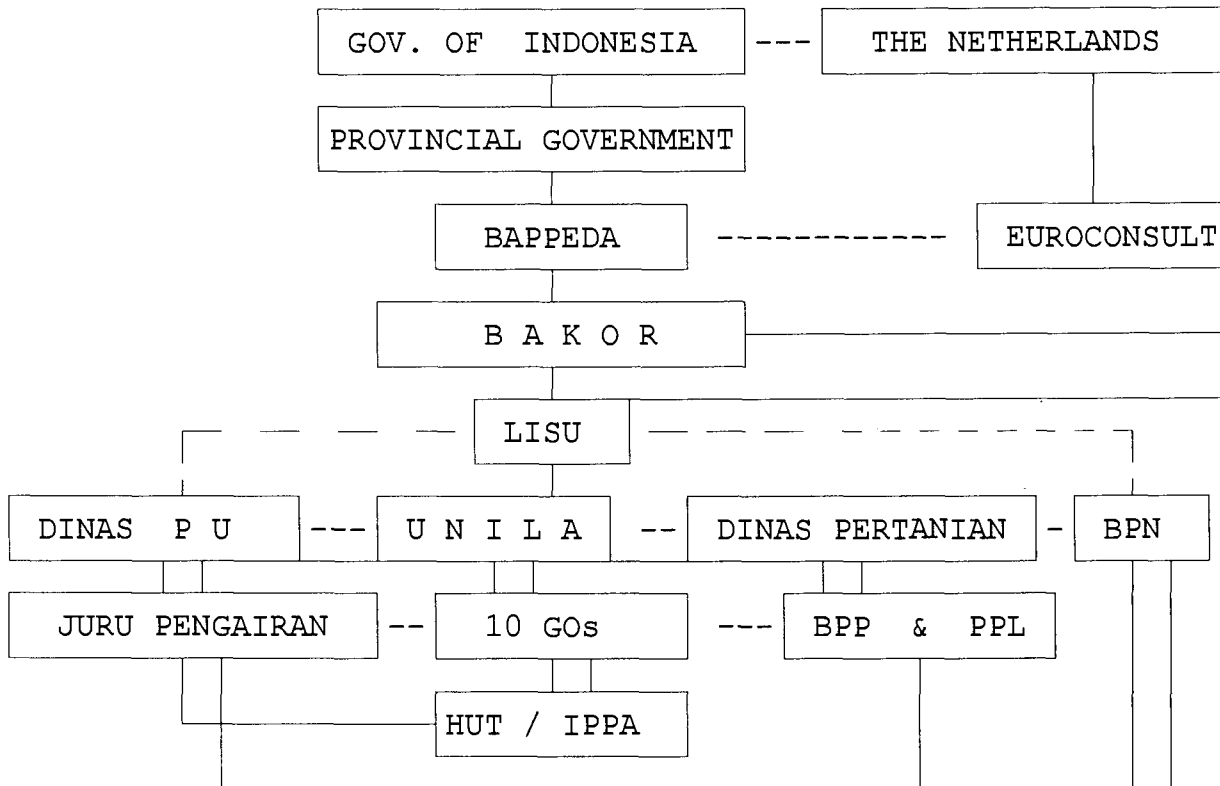 GOV. OF INDONESIA --- THE NETHERLANDS
PROVINCIAL GOVERNMENT
BAPPEDA ------------ EUROCONSULT
B A K O R
LISU
DINAS P U --- U N I L A -- DINAS PERTANIAN - BPN
JURU PENGAIRAN -- 10 GOs --- BPP & PPL
HUT / IPPA